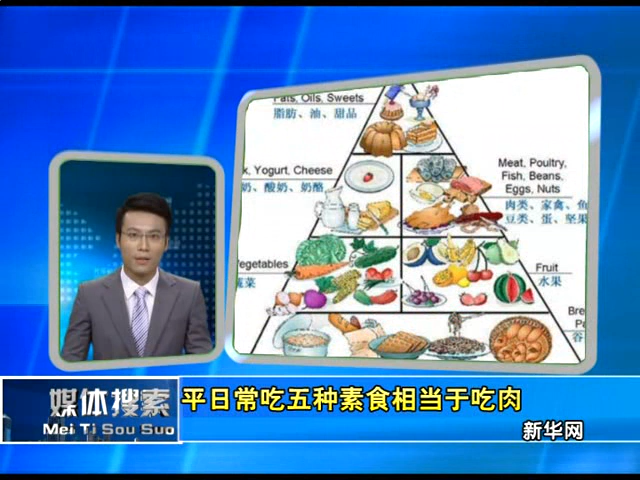 Fats, Oils, Sweets
脂肪、油、甜品
k, Yogurt, Cheese
奶、酸奶、奶酪
Meat, Poultry,
Fish, Beans,
Eggs, Nuts
肉类、家禽、鱼
豆类、蛋、坚果
Vegetables
蔬菜
Fruit
水果
Bre
Pa
谷
媒体搜索
Mei Ti Sou Suo
平日常吃五种素食相当于吃肉
新华网